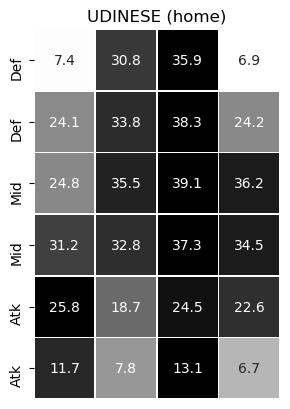 UDINESE (home)
Def 7.4 30.8 35.9 6.9
Def 24.1 33.8 38.3 24.2
Mid 24.8 35.5 39.1 36.2
Mid 31.2 32.8 37.3 34.5
Atk 25.8 18.7 24.5 22.6
Atk 11.7 7.8 13.1 6.7